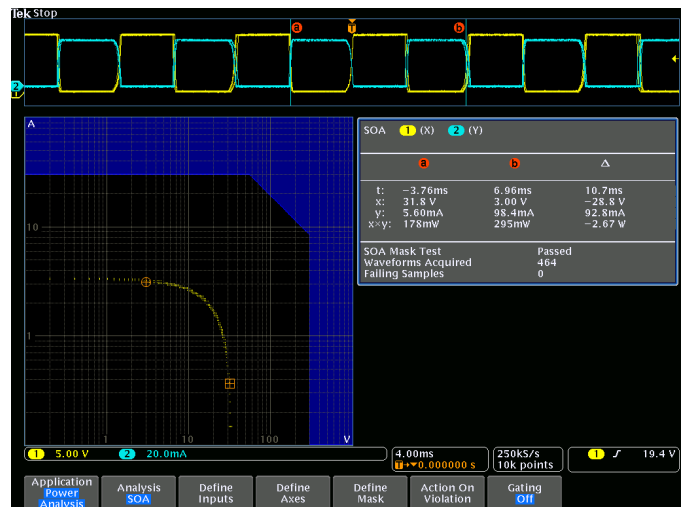 Tek Stop
a
T
b
2
1
A
10
1
1
10
100
V
SOA 1 (X) 2 (Y)
a b Δ
t: −3.76ms 6.96ms 10.7ms
x: 31.8 V 3.00 V −28.8 V
y: 5.60mA 98.4mA 92.8mA
x×y: 178mW 295mW −2.67 W
SOA Mask Test Passed
Waveforms Acquired 464
Failing Samples 0
1 5.00 V 2 20.0mA
4.00ms
T→▼0.000000 s
250kS/s
10k points
1 ʃ 19.4 V
Application
Power
Analysis
Analysis
SOA
Define
Inputs
Define
Axes
Define
Mask
Action On
Violation
Gating
Off